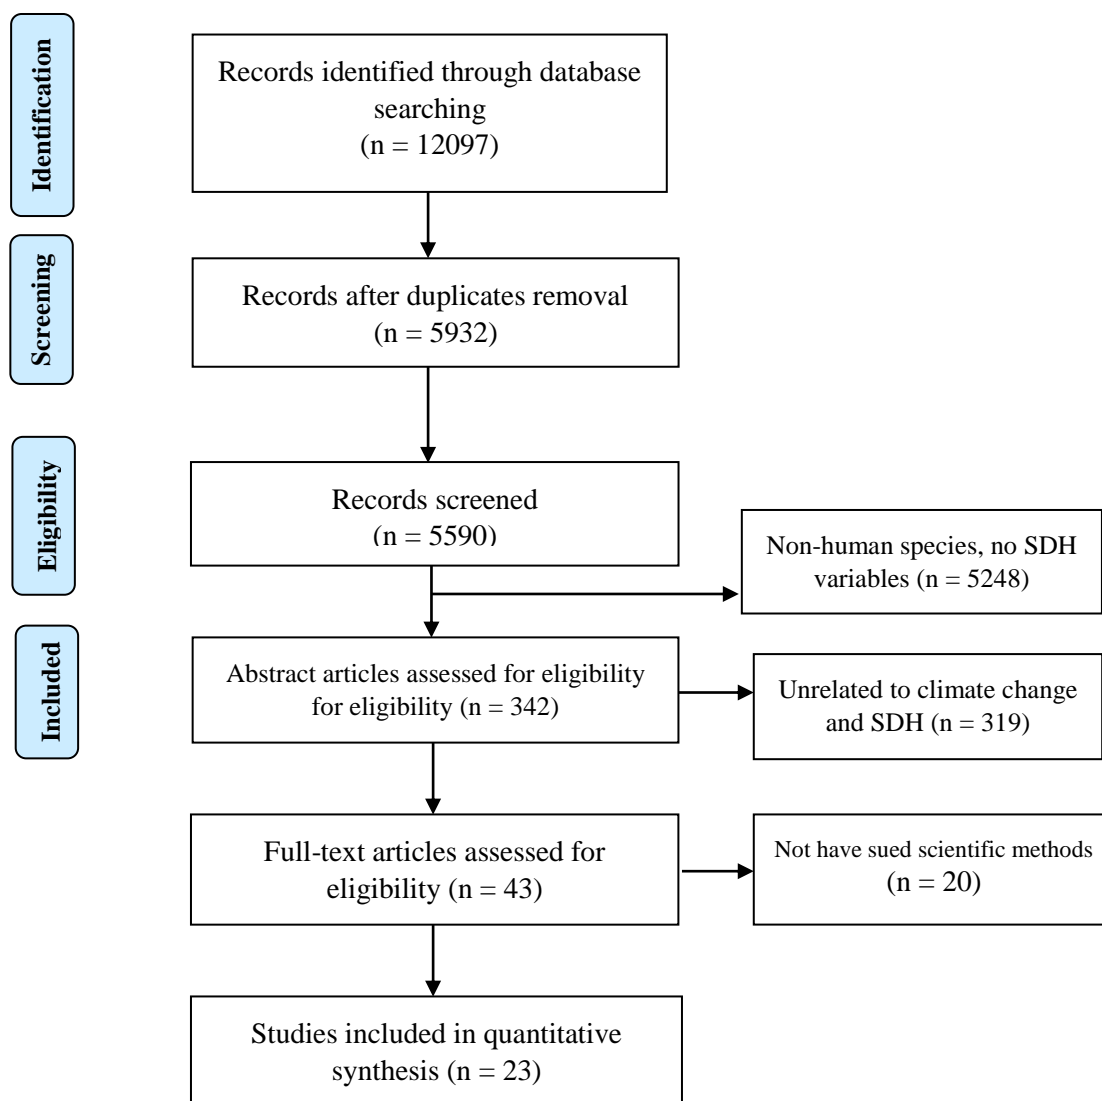 Identification
Records identified through database
searching
(n = 12097)
Screening
Records after duplicates removal
(n = 5932)
Eligibility
Records screened
(n = 5590)
Non-human species, no SDH
variables (n = 5248)
Included
Abstract articles assessed for eligibility
for eligibility (n = 342)
Unrelated to climate change
and SDH (n = 319)
Full-text articles assessed for
eligibility (n = 43)
Not have sued scientific methods
(n = 20)
Studies included in quantitative
synthesis (n = 23)